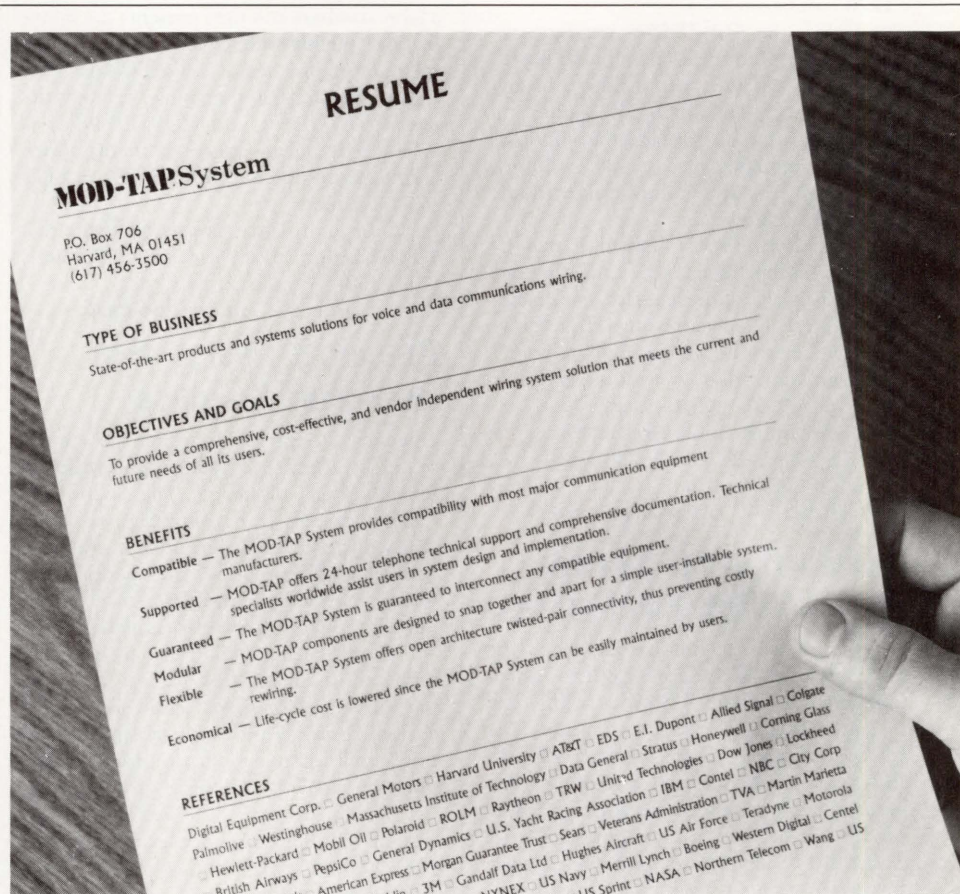 RESUME
MOD-TAP System
P.O. Box 706
Harvard, MA 01451
(617) 456-3500
TYPE OF BUSINESS
State-of-the-art products and systems solutions for voice and data communications wiring.
OBJECTIVES AND GOALS
To provide a comprehensive, cost-effective, and vendor independent wiring system solution that meets the current and
future needs of all its users.
BENEFITS
Compatible — The MOD-TAP System provides compatibility with most major communication equipment
manufacturers.
Supported — MOD-TAP offers 24-hour telephone technical support and comprehensive documentation. Technical
specialists worldwide assist users in system design and implementation.
Guaranteed — The MOD-TAP System is guaranteed to interconnect any compatible equipment.
Modular — MOD-TAP components are designed to snap together and apart for a simple user-installable system.
Flexible — The MOD-TAP System offers open architecture twisted-pair connectivity, thus preventing costly
rewiring.
Economical — Life-cycle cost is lowered since the MOD-TAP System can be easily maintained by users.
REFERENCES
Digital Equipment Corp. □ General Motors □ Harvard University □ AT&T □ EDS □ E.I. Dupont □ Allied Signal □ Colgate
Palmolive □ Westinghouse □ Massachusetts Institute of Technology □ Data General □ Stratus □ Honeywell □ Corning Glass
□ Hewlett-Packard □ Mobil Oil □ Polaroid □ ROLM □ Raytheon □ TRW □ United Technologies □ Dow Jones □ Lockheed
British Airways □ PepsiCo □ General Dynamics □ U.S. Yacht Racing Association □ IBM □ Contel □ NBC □ City Corp
American Express □ Morgan Guarantee Trust □ Sears □ Veterans Administration □ TVA □ Martin Marietta
□ 3M □ Gandalf Data Ltd □ Hughes Aircraft □ US Air Force □ Teradyne □ Motorola
NYNEX □ US Navy □ Merrill Lynch □ Boeing □ Western Digital □ Centel
US Sprint □ NASA □ Northern Telecom □ Wang □ US